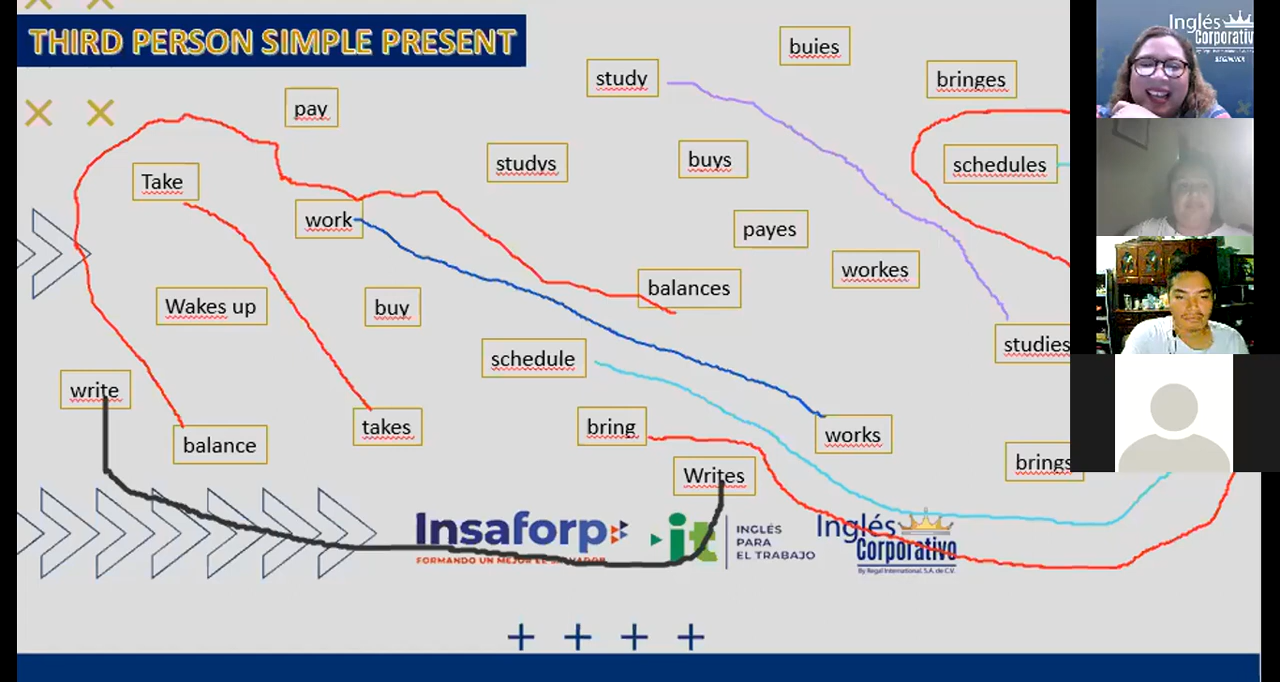 THIRD PERSON SIMPLE PRESENT
Inglés
Corporativo
BEGINNER
buies
study
bringes
pay
studys
buys
schedules
Take
work
payes
workes
balances
Wakes up
buy
studies
schedule
write
takes
bring
works
balance
brings
Writes
Insaforp
FORMANDO UN MEJOR EL SALVADOR
it
INGLÉS
PARA
EL TRABAJO
Inglés
Corporativo
By Regal International, S.A. de C.V.